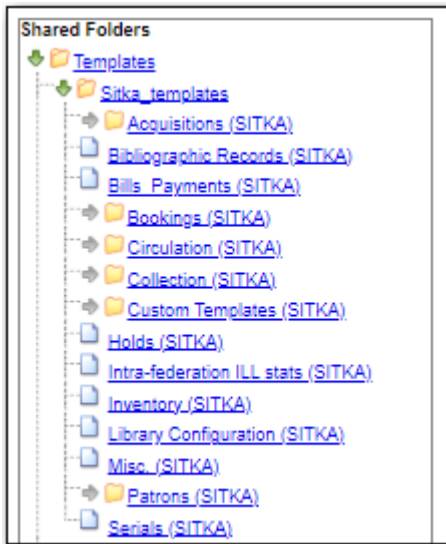 Shared Folders
Templates
Sitka_templates
Acquisitions (SITKA)
Bibliographic Records (SITKA)
Bills_Payments (SITKA)
Bookings (SITKA)
Circulation (SITKA)
Collection (SITKA)
Custom Templates (SITKA)
Holds (SITKA)
Intra-federation ILL stats (SITKA)
Inventory (SITKA)
Library Configuration (SITKA)
Misc. (SITKA)
Patrons (SITKA)
Serials (SITKA)